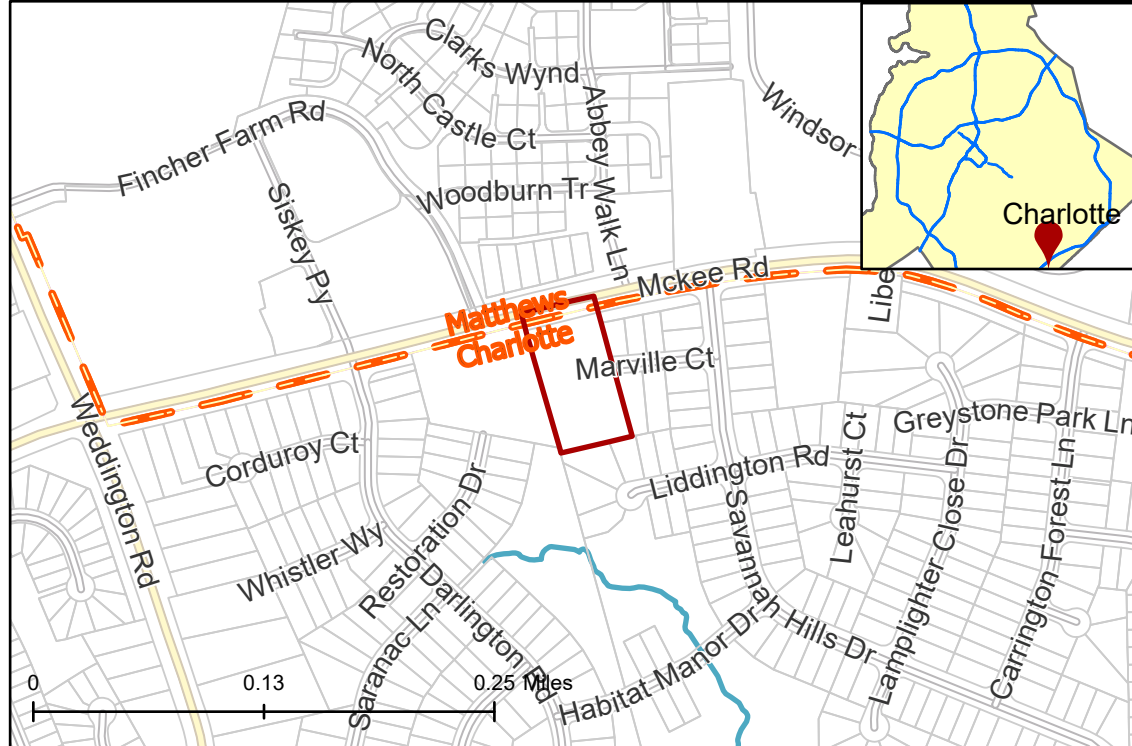 Clarks Wynd
North Castle Ct
Abbey Walk Ln
Windsor
Fincher Farm Rd
Woodburn Tr
Siskey Py
Charlotte
Mckee Rd
Libe
Matthews
Charlotte
Marville Ct
Weddington Rd
Corduroy Ct
Greystone Park Ln
Leahurst Ct
Liddington Rd
Savannah Hills Dr
Lamplighter Close Dr
Carrington Forest Ln
Restoration Dr
Whistler Wy
Darlington Rd
Saranac Ln
Habitat Manor Dr
0 0.13 0.25 Miles